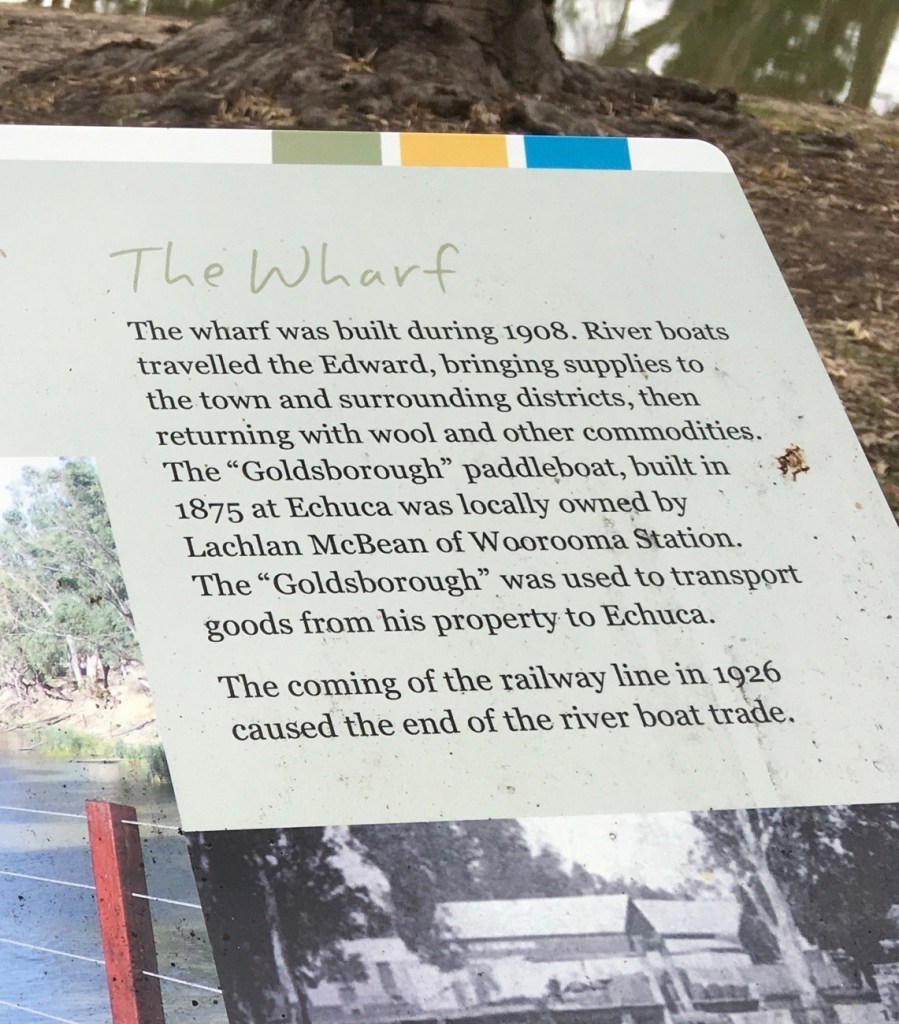 The Wharf
The wharf was built during 1908. River boats
travelled the Edward, bringing supplies to
the town and surrounding districts, then
returning with wool and other commodities.
The “Goldsborough” paddleboat, built in
1875 at Echuca was locally owned by
Lachlan McBean of Woorooma Station.
The “Goldsborough” was used to transport
goods from his property to Echuca.
The coming of the railway line in 1926
caused the end of the river boat trade.